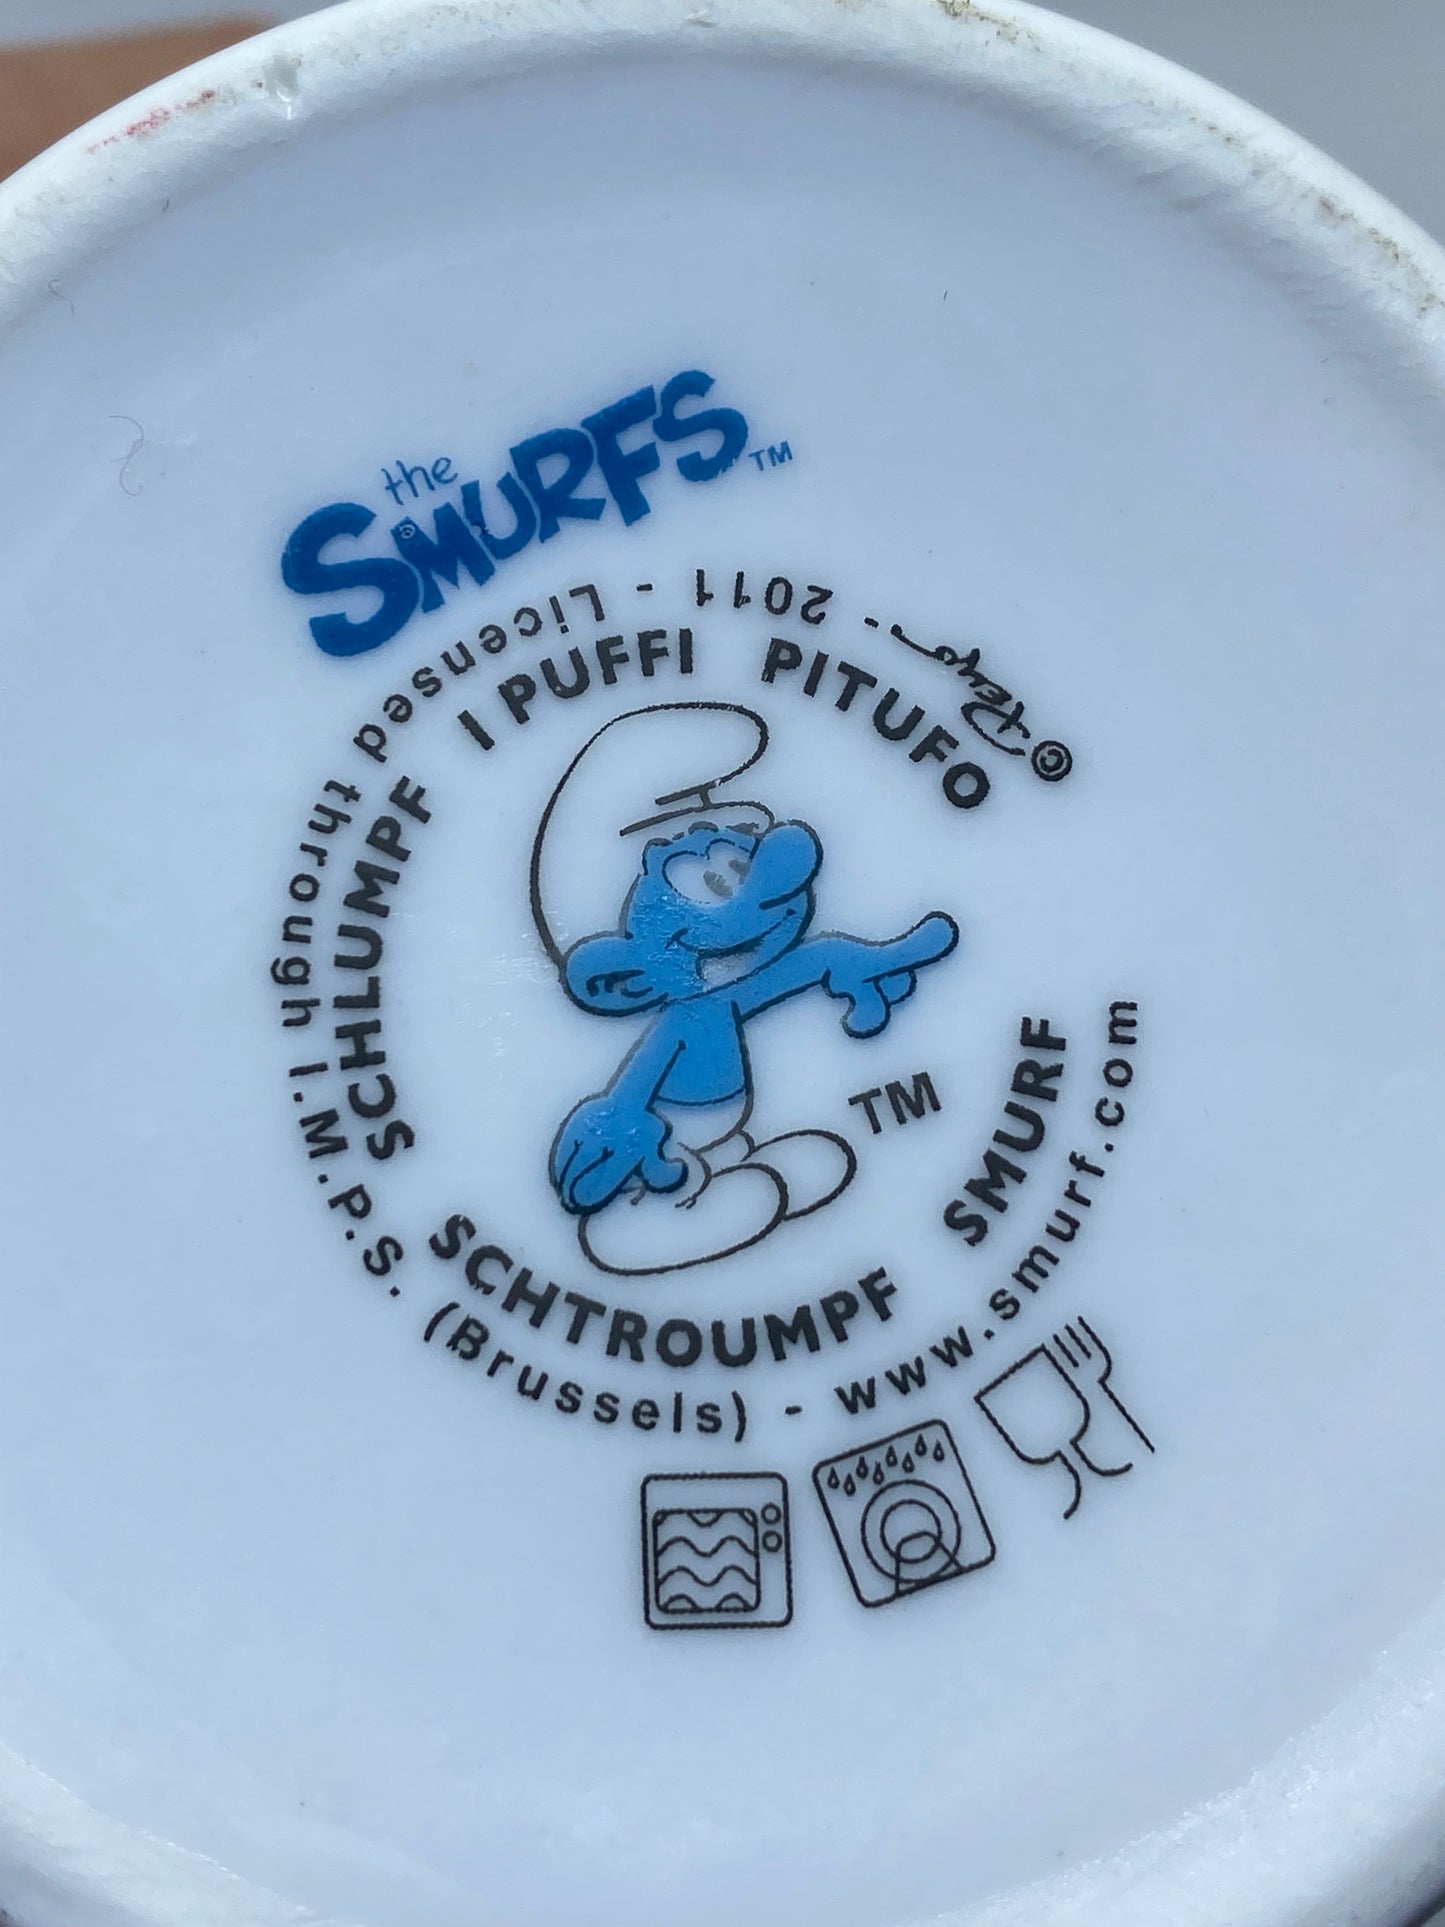 the
SMURFS™
© Peyo - 2011 - Licensed through I.M.P.S. (Brussels) - www.smurf.com
SCHLUMPF I PUFFI PITUFO
SCHTROUMPF SMURF
TM